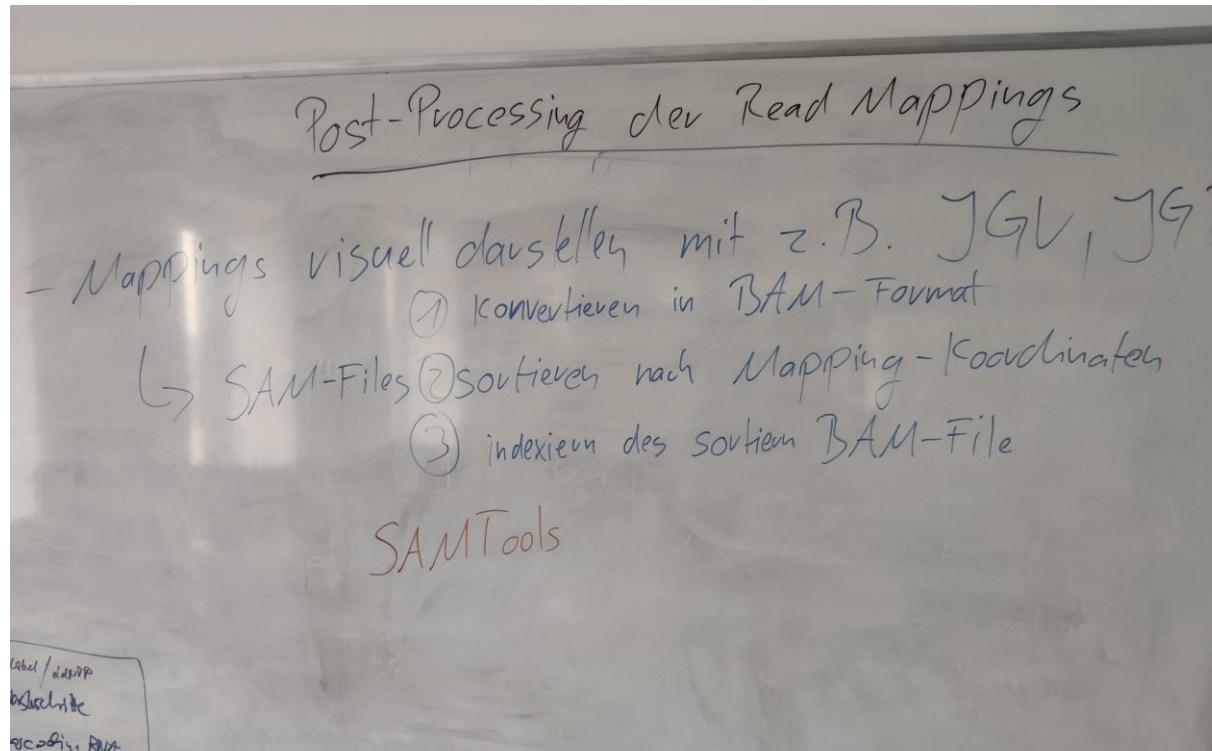 Post-Processing der Read Mappings
- Mappings visuell darstellen mit z.B. IGV, IG
① Konvertieren in BAM-Format
↳ SAM-Files ② sortieren nach Mapping-Koordinaten
③ indexiern des sortiern BAM-File
SAMTools
Label /